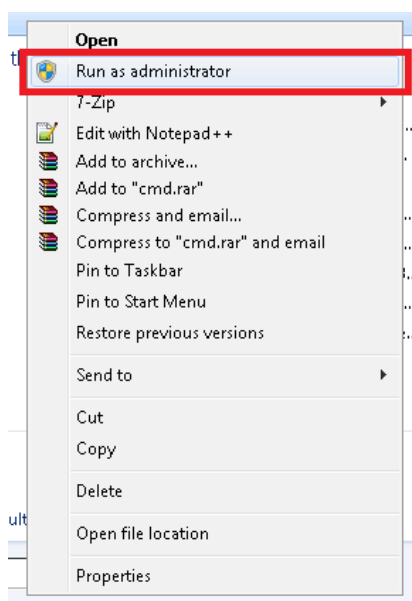 Open
Run as administrator
7-Zip
Edit with Notepad++
Add to archive...
Add to "cmd.rar"
Compress and email...
Compress to "cmd.rar" and email
Pin to Taskbar
Pin to Start Menu
Restore previous versions
Send to
Cut
Copy
Delete
ult
Open file location
Properties